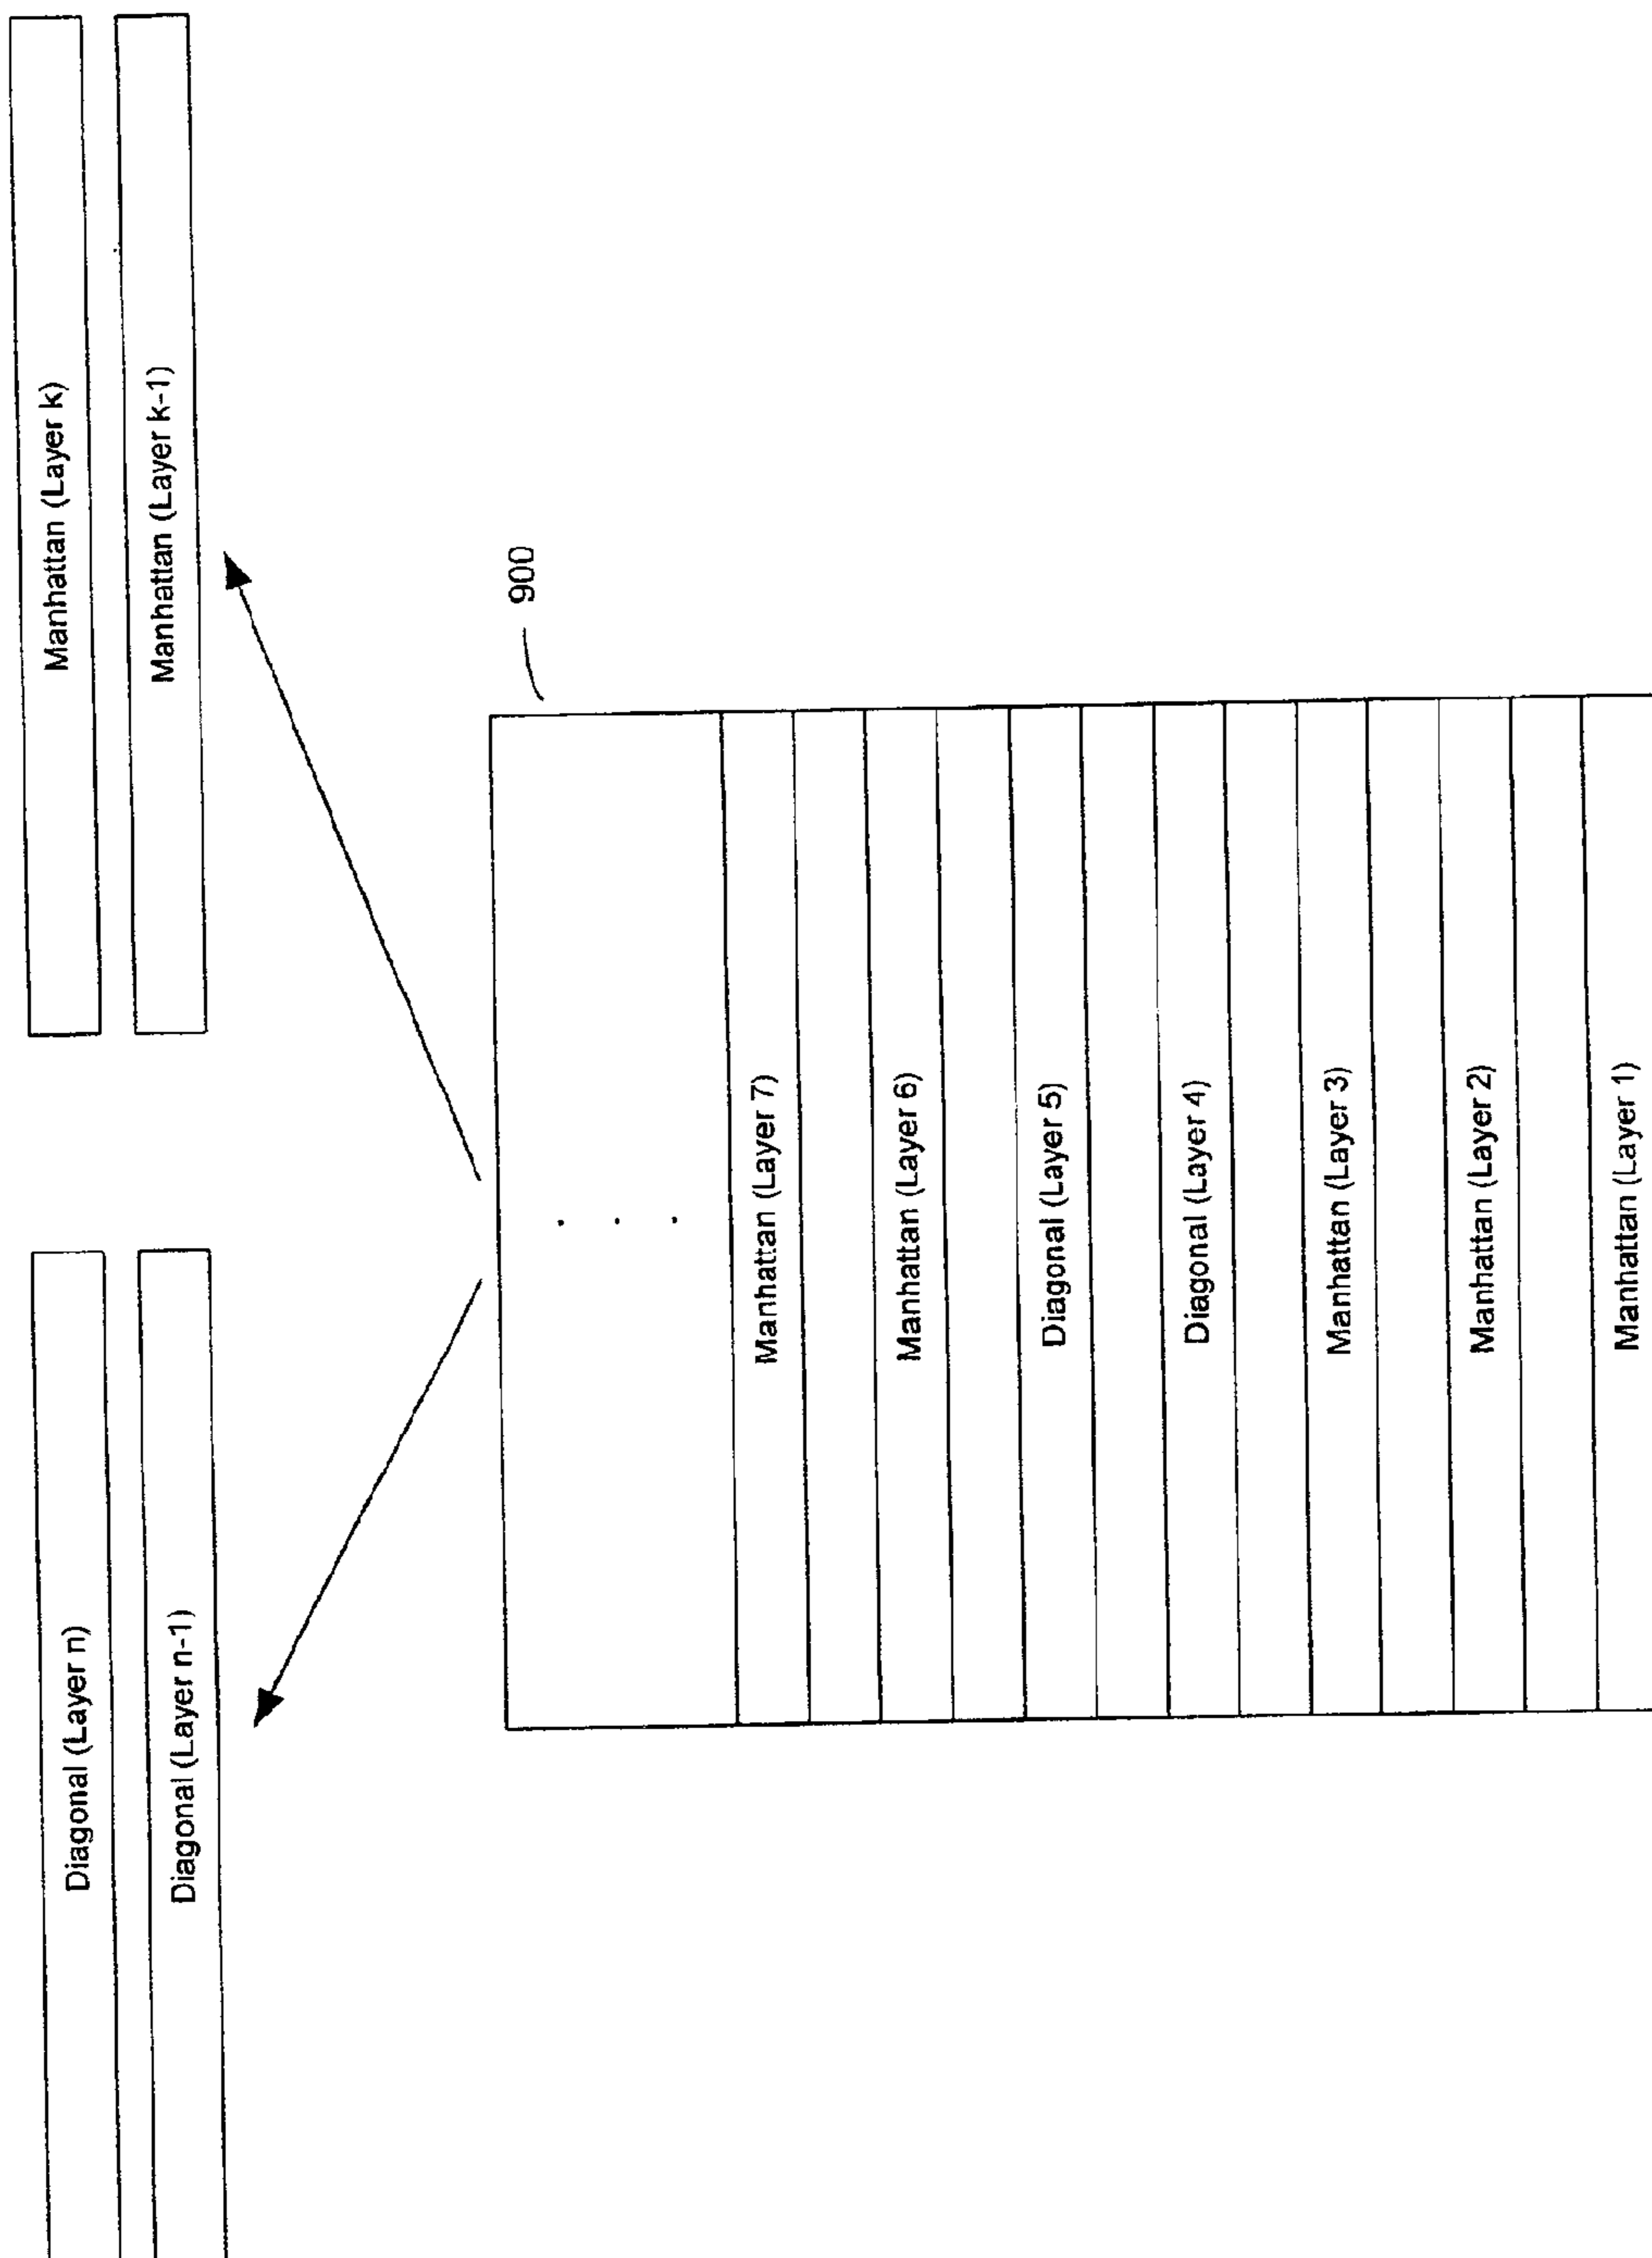 Diagonal (Layer n)
Diagonal (Layer n-1)
Manhattan (Layer k)
Manhattan (Layer k-1)
900
. . .
Manhattan (Layer 7)
Manhattan (Layer 6)
Diagonal (Layer 5)
Diagonal (Layer 4)
Manhattan (Layer 3)
Manhattan (Layer 2)
Manhattan (Layer 1)